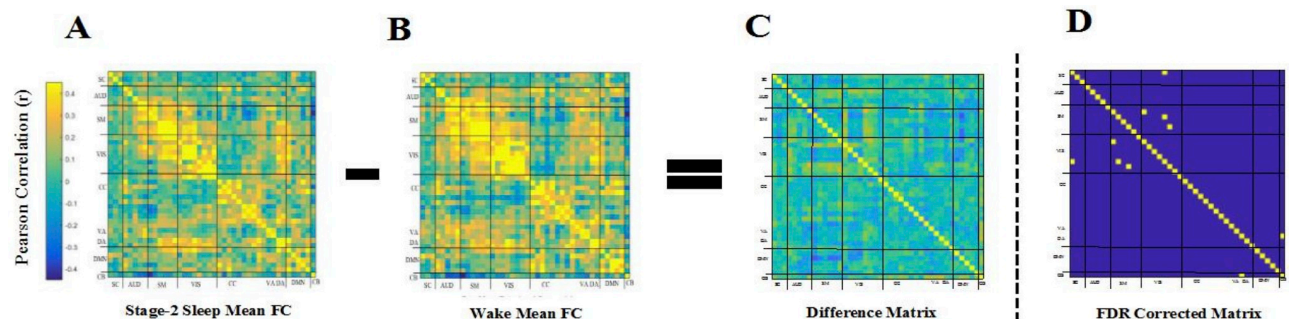 A
B
C
D
Pearson Correlation (r)
0.4
0.3
0.2
0.1
0
-0.1
-0.2
-0.3
-0.4
SC
AUD
SM
VIS
CC
VA
DA
DMN
CB
SC AUD SM VIS CC VA DA DMN CB
SC
AUD
SM
VIS
CC
VA
DA
DMN
CB
SC AUD SM VIS CC VA DA DMN CB
Stage-2 Sleep Mean FC
Wake Mean FC
Difference Matrix
FDR Corrected Matrix